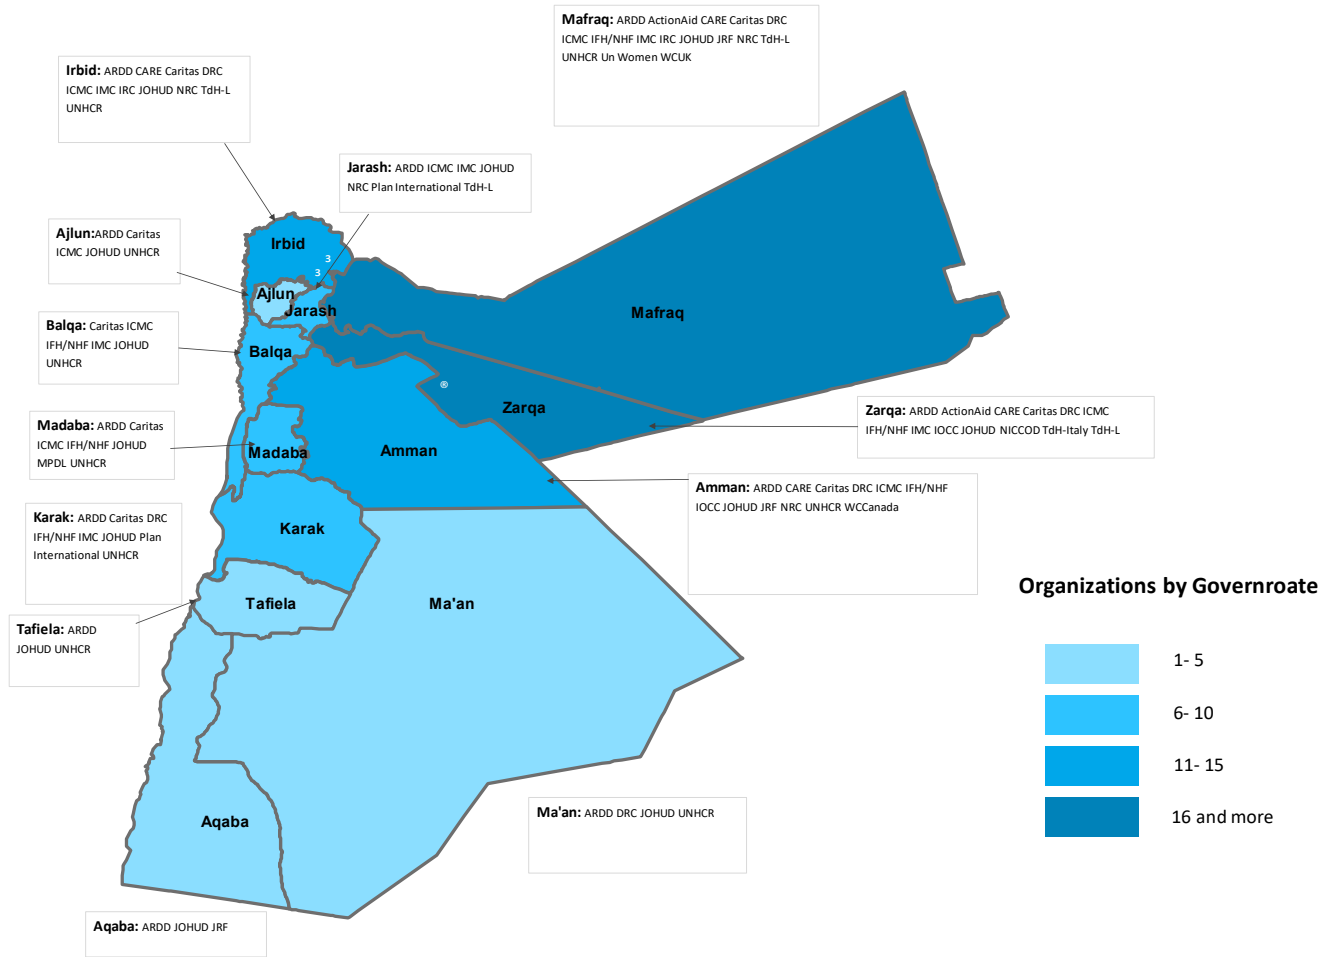 Mafraq: ARDD ActionAid CARE Caritas DRC
ICMC IFH/NHF IMC IRC JOHUD JRF NRC TdH-L
UNHCR Un Women WCUK
Irbid: ARDD CARE Caritas DRC
ICMC IMC IRC JOHUD NRC TdH-L
UNHCR
Jarash: ARDD ICMC IMC JOHUD
NRC Plan International TdH-L
Ajlun:ARDD Caritas
ICMC JOHUD UNHCR
Balqa: Caritas ICMC
IFH/NHF IMC JOHUD
UNHCR
Madaba: ARDD Caritas
ICMC IFH/NHF JOHUD
MPDL UNHCR
Karak: ARDD Caritas DRC
IFH/NHF IMC JOHUD Plan
International UNHCR
Tafiela: ARDD
JOHUD UNHCR
Zarqa: ARDD ActionAid CARE Caritas DRC ICMC
IFH/NHF IMC IOCC JOHUD NICCOD TdH-Italy TdH-L
Amman: ARDD CARE Caritas DRC ICMC IFH/NHF
IOCC JOHUD JRF NRC UNHCR WCCanada
Ma'an: ARDD DRC JOHUD UNHCR
Aqaba: ARDD JOHUD JRF
Irbid
3
3
Ajlun
Jarash
Mafraq
Balqa
®
Zarqa
Madaba
Amman
Karak
Tafiela
Ma'an
Aqaba
Organizations by Governroate
1- 5
6- 10
11- 15
16 and more